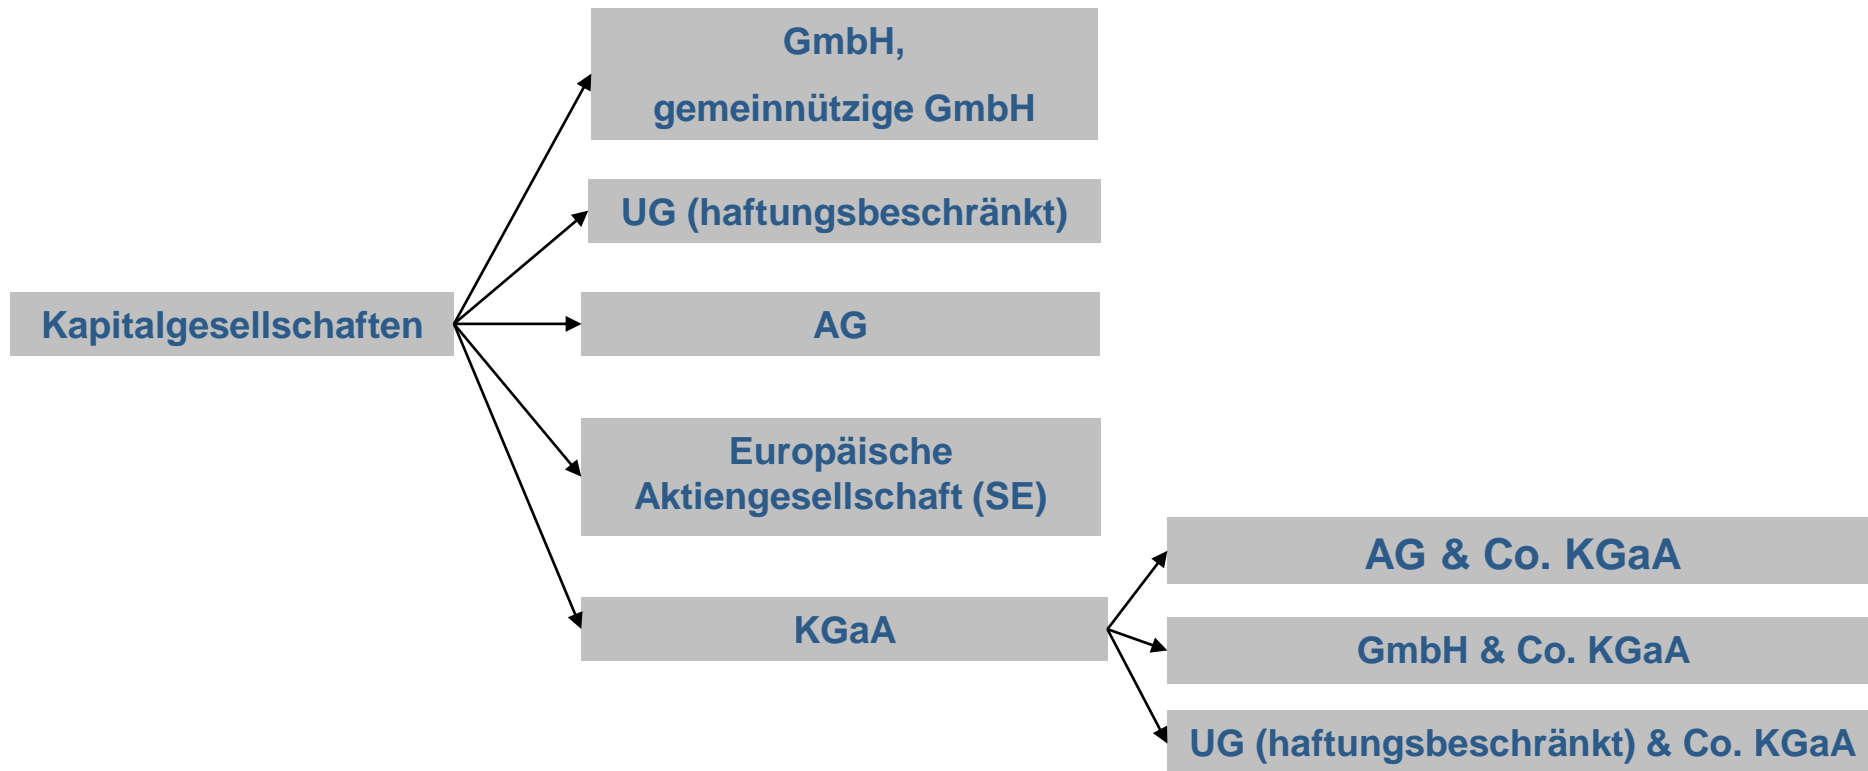 GmbH,
gemeinnützige GmbH
UG (haftungsbeschränkt)
Kapitalgesellschaften
AG
Europäische
Aktiengesellschaft (SE)
KGaA
AG & Co. KGaA
GmbH & Co. KGaA
UG (haftungsbeschränkt) & Co. KGaA